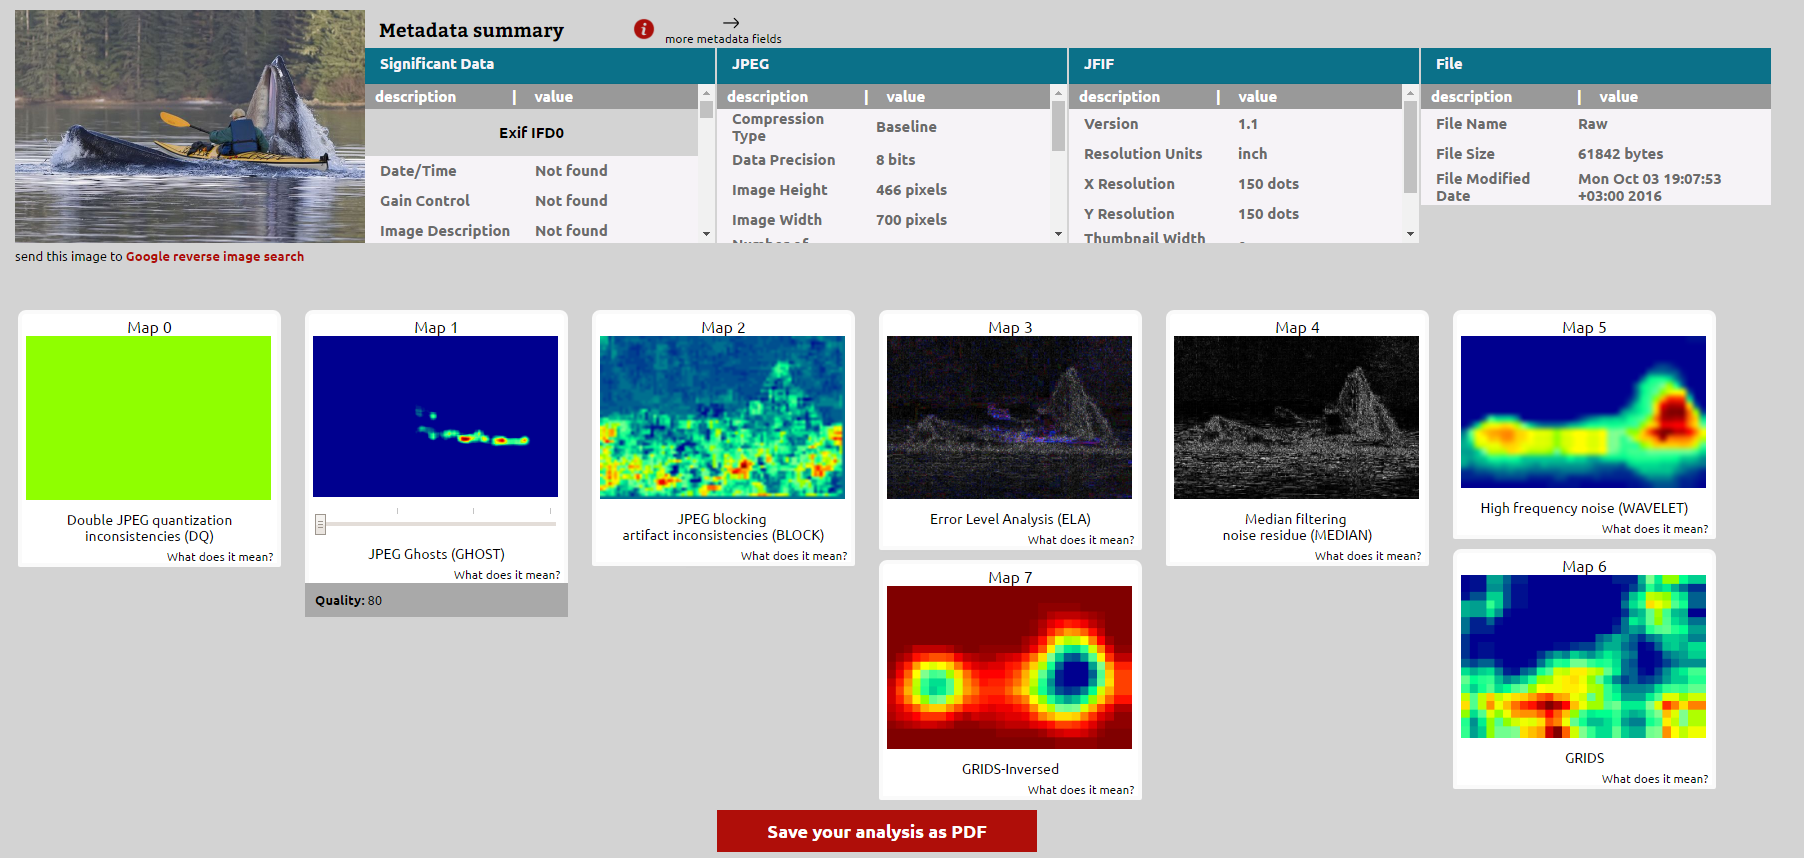 Metadata summary
i
more metadata fields
Significant Data
description | value
Exif IFD0
Date/Time Not found
Gain Control Not found
Image Description Not found
JPEG
description | value
Compression
Type Baseline
Data Precision 8 bits
Image Height 466 pixels
Image Width 700 pixels
Number of
JFIF
description | value
Version 1.1
Resolution Units inch
X Resolution 150 dots
Y Resolution 150 dots
Thumbnail Width
File
description | value
File Name Raw
File Size 61842 bytes
File Modified Mon Oct 03 19:07:53
Date +03:00 2016
send this image to Google reverse image search
Map 0
Double JPEG quantization
inconsistencies (DQ)
What does it mean?
Map 1
JPEG Ghosts (GHOST)
What does it mean?
Quality: 80
Map 2
JPEG blocking
artifact inconsistencies (BLOCK)
What does it mean?
Map 3
Error Level Analysis (ELA)
What does it mean?
Map 4
Median filtering
noise residue (MEDIAN)
What does it mean?
Map 5
High frequency noise (WAVELET)
What does it mean?
Map 7
GRIDS-Inversed
What does it mean?
Map 6
GRIDS
What does it mean?
Save your analysis as PDF